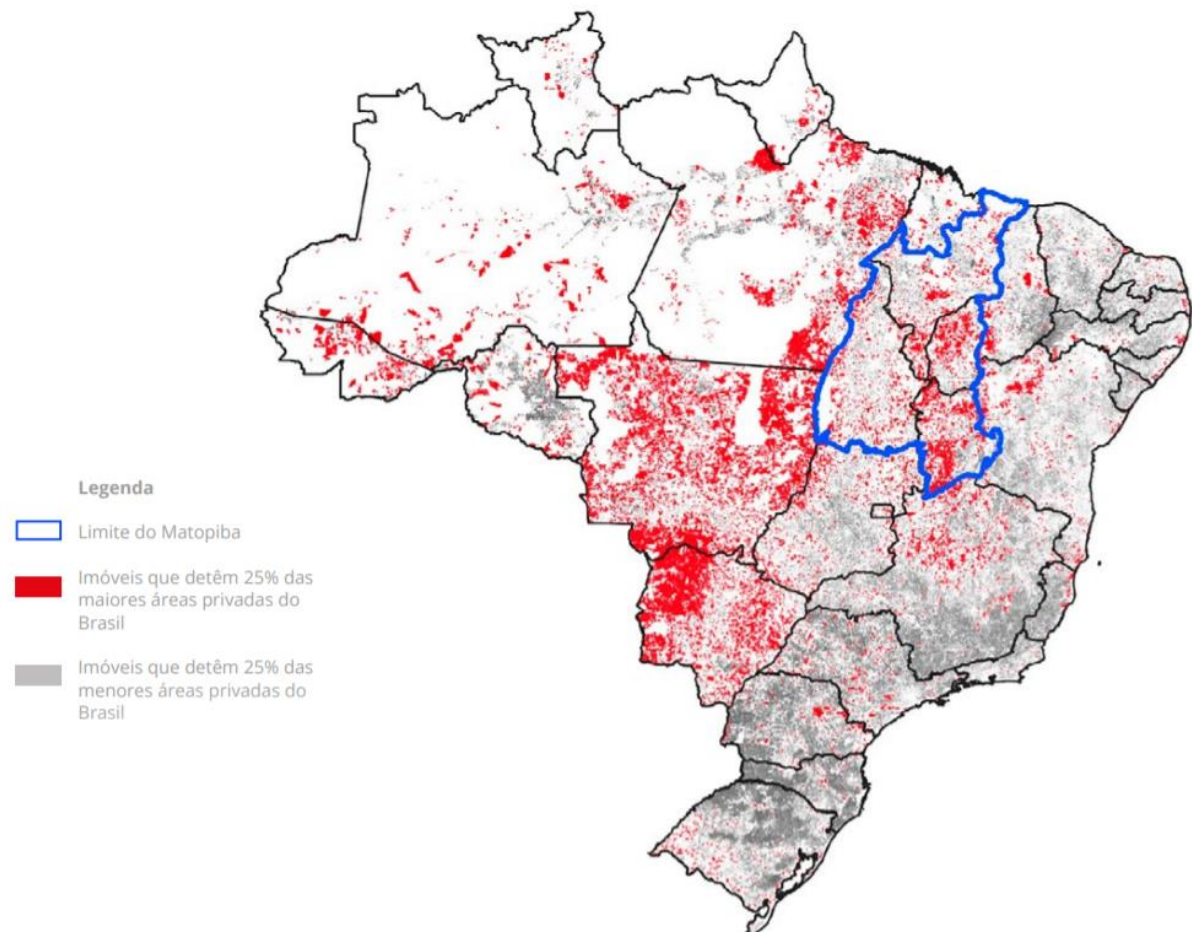 Legenda
Limite do Matopiba
Imóveis que detêm 25% das
maiores áreas privadas do
Brasil
Imóveis que detêm 25% das
menores áreas privadas do
Brasil